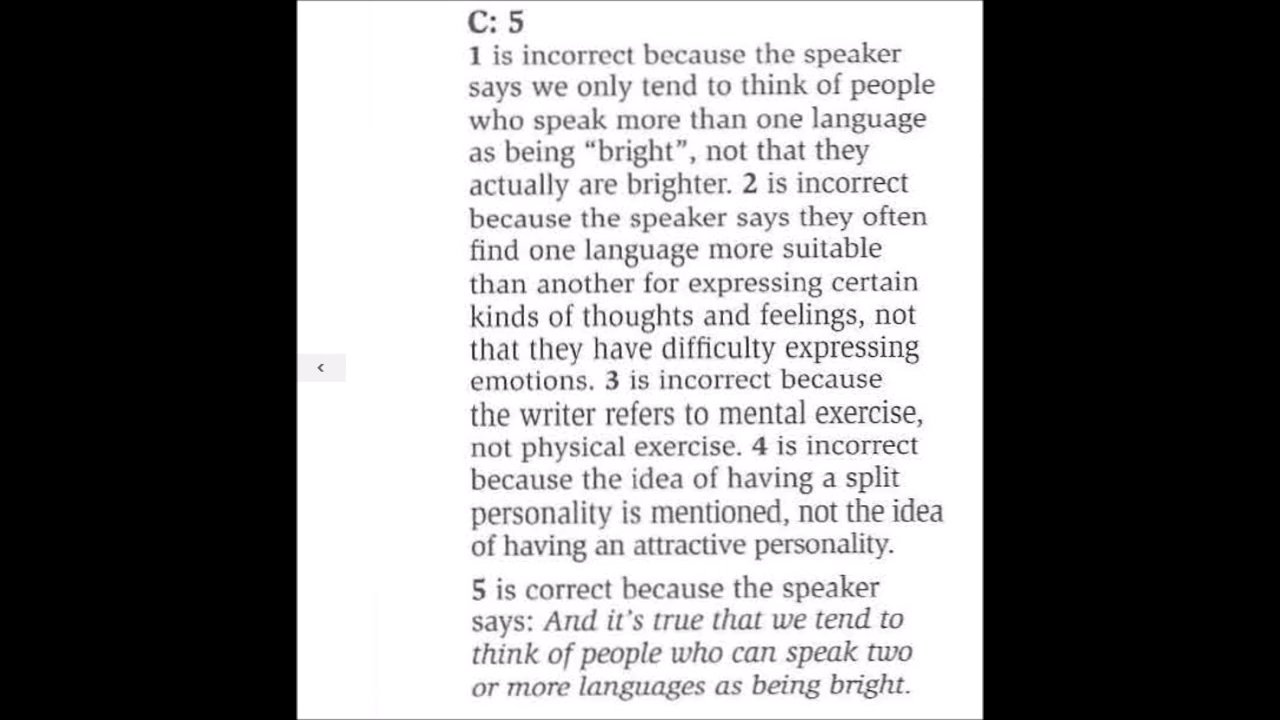 C: 5
1 is incorrect because the speaker
says we only tend to think of people
who speak more than one language
as being “bright”, not that they
actually are brighter. 2 is incorrect
because the speaker says they often
find one language more suitable
than another for expressing certain
kinds of thoughts and feelings, not
that they have difficulty expressing
emotions. 3 is incorrect because
the writer refers to mental exercise,
not physical exercise. 4 is incorrect
because the idea of having a split
personality is mentioned, not the idea
of having an attractive personality.
5 is correct because the speaker
says: And it’s true that we tend to
think of people who can speak two
or more languages as being bright.